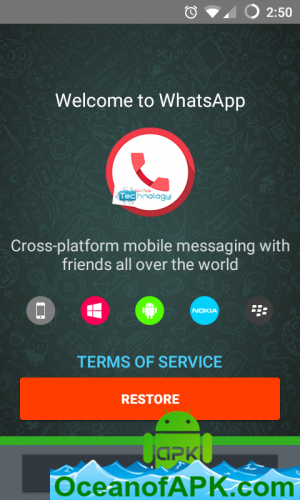 2:50
Welcome to WhatsApp
Technology
Cross-platform mobile messaging with
friends all over the world
NOKIA
TERMS OF SERVICE
RESTORE
apk
OceanofAPK.com